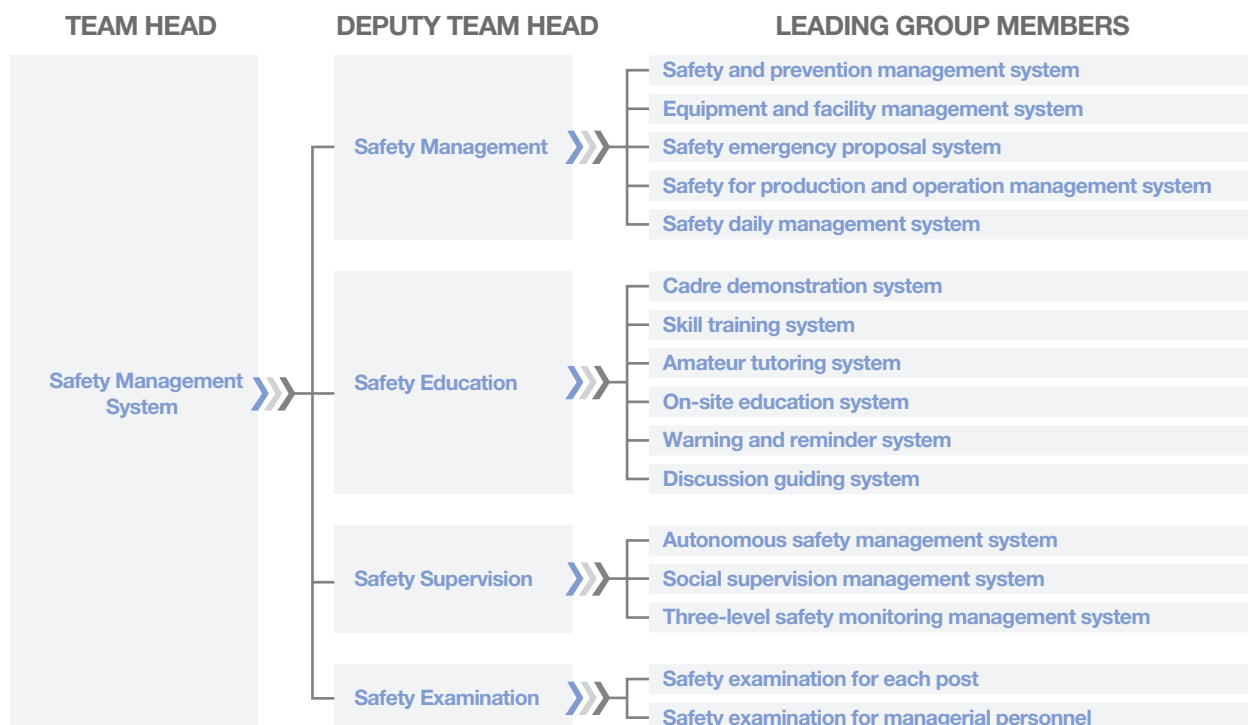 TEAM HEAD
DEPUTY TEAM HEAD
LEADING GROUP MEMBERS
Safety Management
System
Safety Management
Safety and prevention management system
Equipment and facility management system
Safety emergency proposal system
Safety for production and operation management system
Safety daily management system
Safety Education
Cadre demonstration system
Skill training system
Amateur tutoring system
On-site education system
Warning and reminder system
Discussion guiding system
Safety Supervision
Autonomous safety management system
Social supervision management system
Three-level safety monitoring management system
Safety Examination
Safety examination for each post
Safety examination for managerial personnel